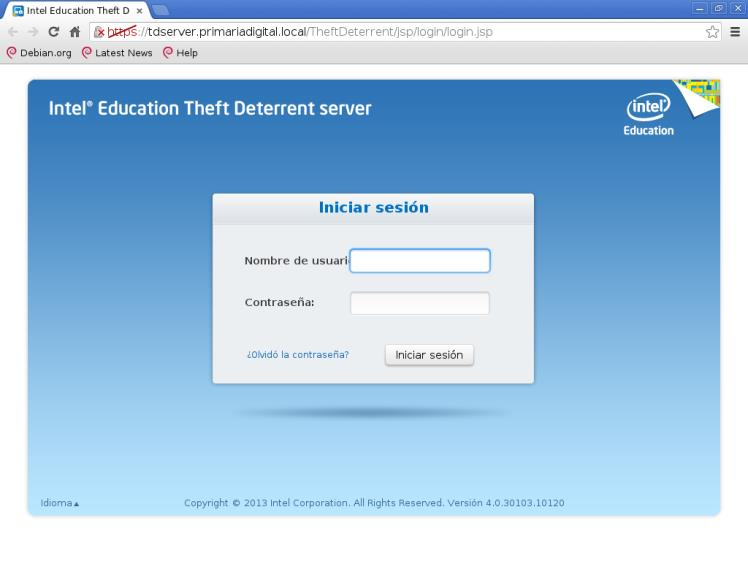 Intel Education Theft D
https://tdserver.primariadigital.local/TheftDeterrent/jsp/login/login.jsp
Debian.org Latest News Help
Intel® Education Theft Deterrent server
intel
Education
Iniciar sesión
Nombre de usuari
Contraseña:
¿Olvidó la contraseña? Iniciar sesión
Idioma▲ Copyright © 2013 Intel Corporation. All Rights Reserved. Versión 4.0.30103.10120